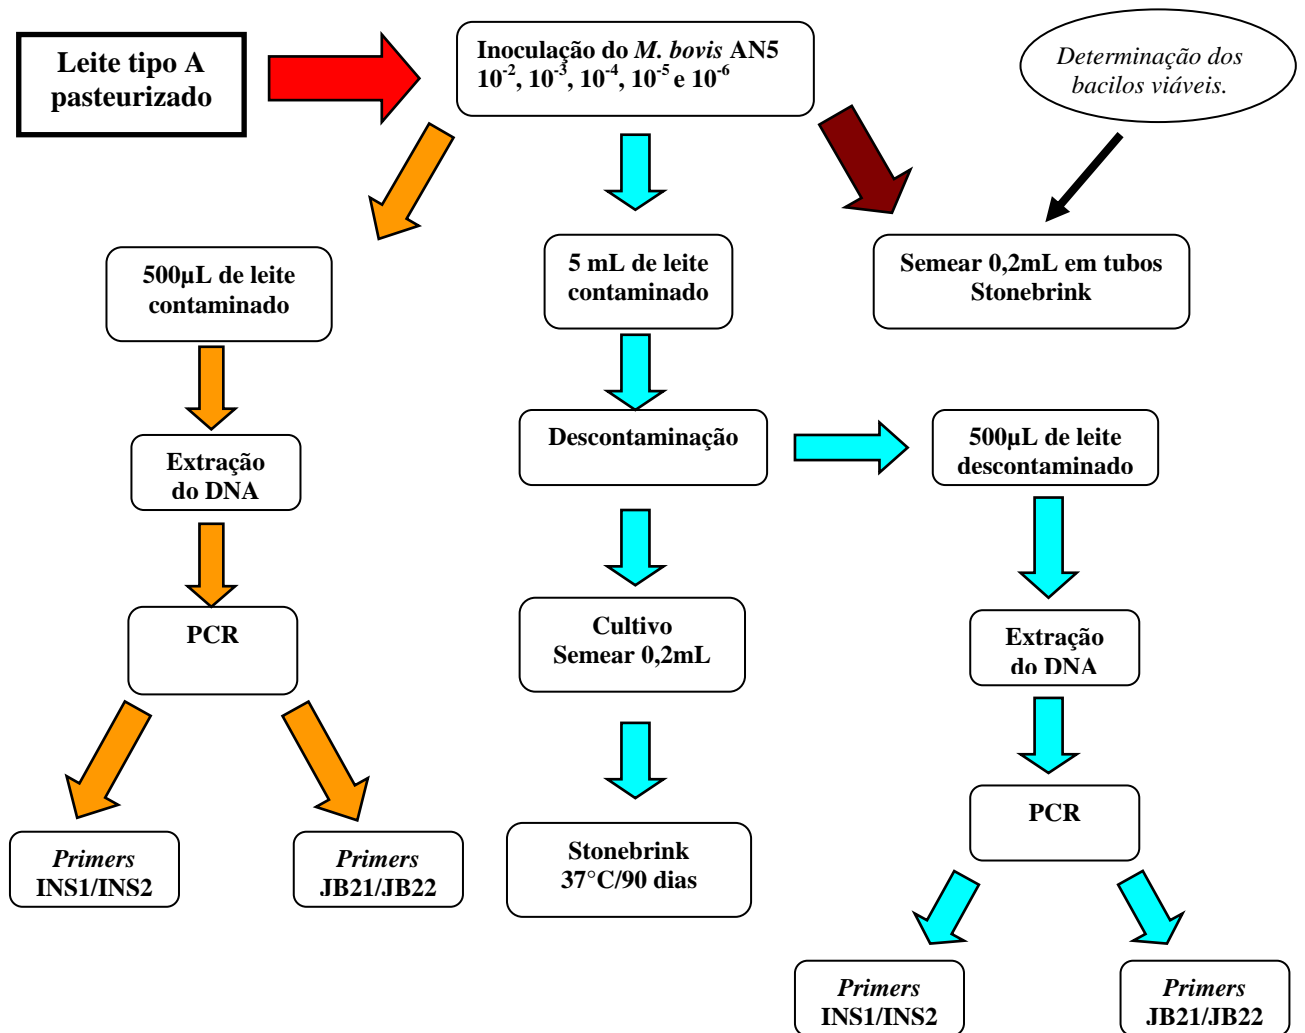 Leite tipo A
pasteurizado
Inoculação do M. bovis AN5
10⁻², 10⁻³, 10⁻⁴, 10⁻⁵ e 10⁻⁶
Determinação dos
bacilos viáveis.
500µL de leite
contaminado
5 mL de leite
contaminado
Semear 0,2mL em tubos
Stonebrink
Extração
do DNA
Descontaminação
500µL de leite
descontaminado
PCR
Cultivo
Semear 0,2mL
Extração
do DNA
Primers
INS1/INS2
Primers
JB21/JB22
Stonebrink
37°C/90 dias
PCR
Primers
INS1/INS2
Primers
JB21/JB22